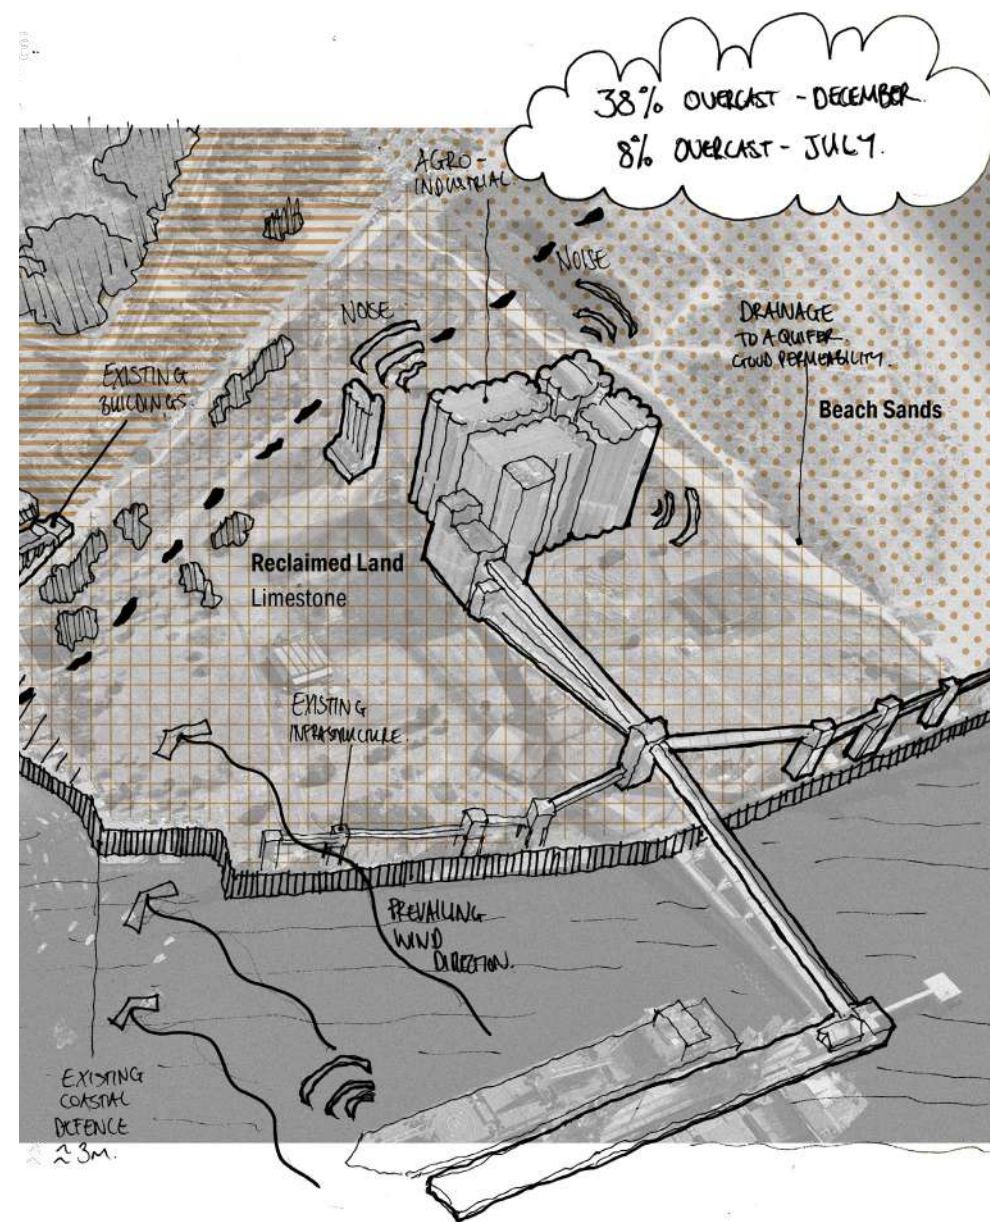 38% OVERCAST - DECEMBER.
8% OVERCAST - JULY.
AGRO-
INDUSTRIAL
NOISE
NOISE
DRAINAGE
TO AQUIFER
GOOD PERMEABILITY.
EXISTING
BUILDINGS.
Beach Sands
Reclaimed Land
Limestone
EXISTING
INFRASTRUCTURE.
PREVAILING
WIND
DIRECTION.
EXISTING
COASTAL
DEFENCE
≈ 3M.